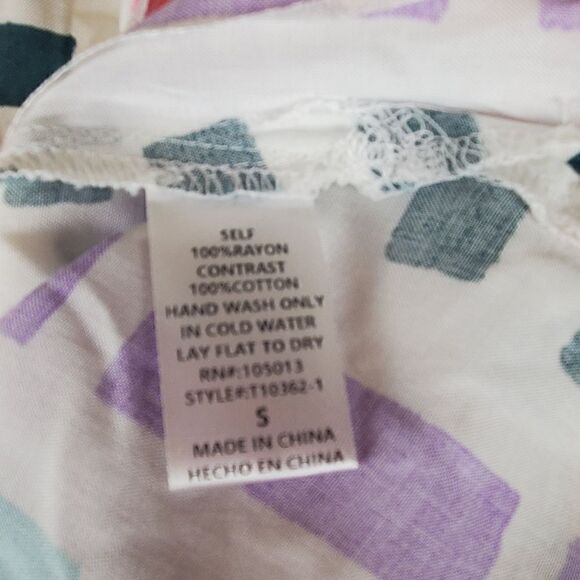 SELF
100%RAYON
CONTRAST
100%COTTON
HAND WASH ONLY
IN COLD WATER
LAY FLAT TO DRY
RN#:105013
STYLE#:T10362-1
S
MADE IN CHINA
HECHO EN CHINA